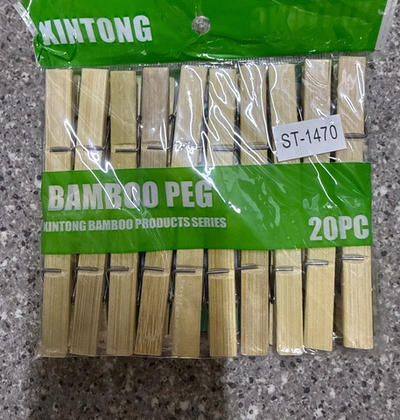 XINTONG
ST-1470
BAMBOO PEG
XINTONG BAMBOO PRODUCTS SERIES
20PC